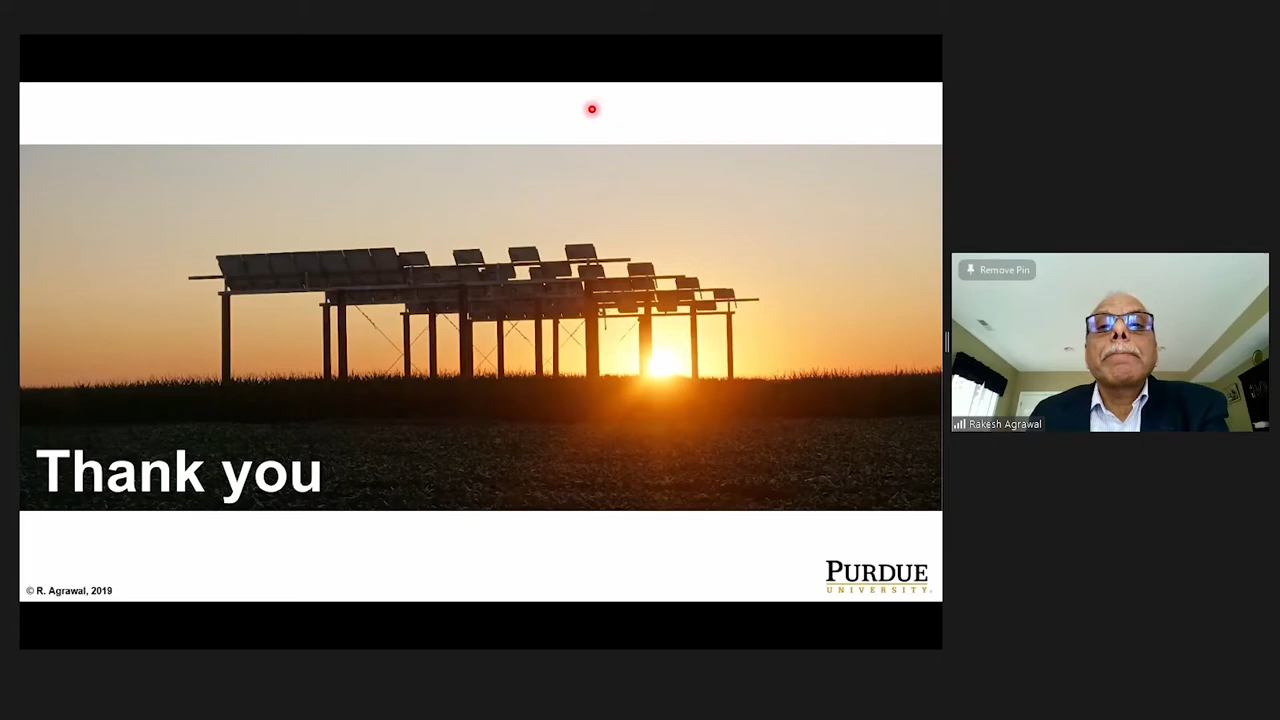 Thank you
© R. Agrawal, 2019
PURDUE
UNIVERSITY
Remove Pin
Rakesh Agrawal